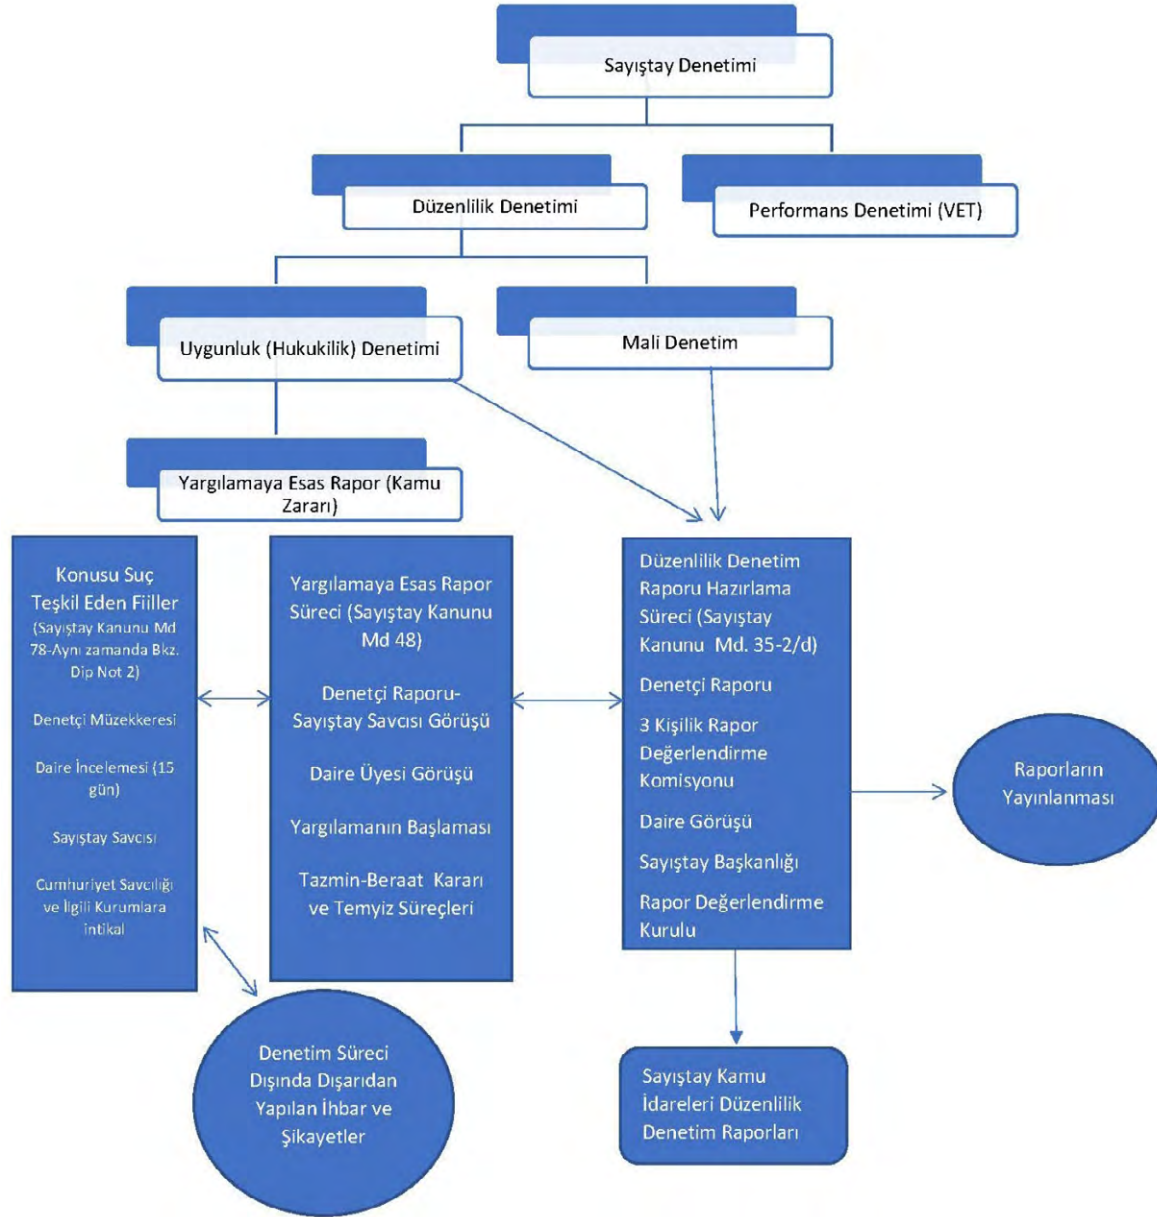 Sayıştay Denetimi
Düzenlilik Denetimi
Performans Denetimi (VET)
Uygunluk (Hukukilik) Denetimi
Mali Denetim
Yargılamaya Esas Rapor (Kamu
Zararı)
Konusu Suç
Teşkil Eden Fiiller
(Sayıştay Kanunu Md
78-Aynı zamanda Bkz.
Dip Not 2)
Denetçi Müzekkeresi
Daire İncelemesi (15
gün)
Sayıştay Savcısı
Cumhuriyet Savcılığı
ve İlgili Kurumlara
intikal
Yargılamaya Esas Rapor
Süreci (Sayıştay Kanunu
Md 48)
Denetçi Raporu-
Sayıştay Savcısı Görüşü
Daire Üyesi Görüşü
Yargılamanın Başlaması
Tazmin-Beraat Kararı
ve Temyiz Süreçleri
Düzenlilik Denetim
Raporu Hazırlama
Süreci (Sayıştay
Kanunu Md. 35-2/d)
Denetçi Raporu
3 Kişilik Rapor
Değerlendirme
Komisyonu
Daire Görüşü
Sayıştay Başkanlığı
Rapor Değerlendirme
Kurulu
Raporların
Yayınlanması
Denetim Süreci
Dışında Dışarıdan
Yapılan İhbar ve
Şikayetler
Sayıştay Kamu
İdareleri Düzenlilik
Denetim Raporları